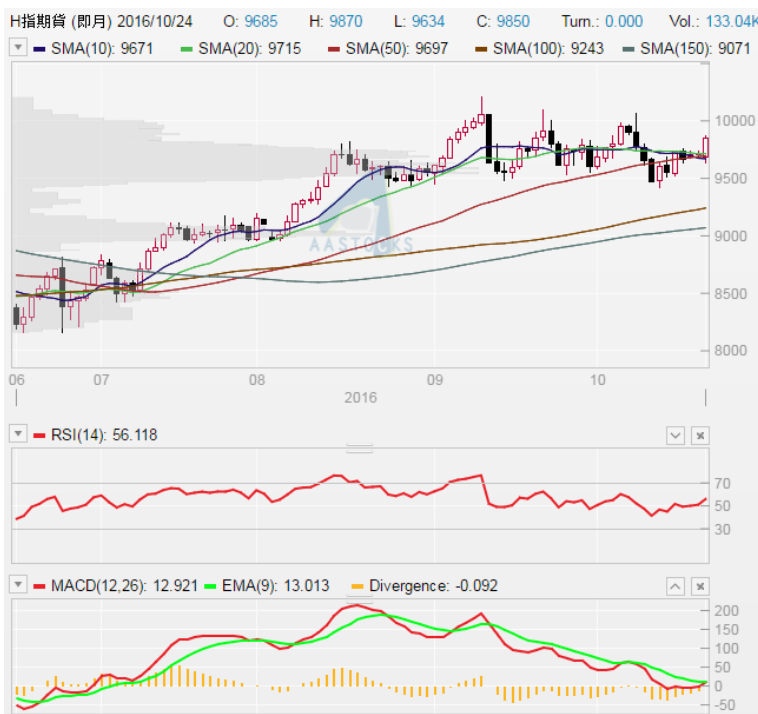 H指期貨 (即月) 2016/10/24 O: 9685 H: 9870 L: 9634 C: 9850 Turn.: 0.000 Vol.: 133.04K
SMA(10): 9671 SMA(20): 9715 SMA(50): 9697 SMA(100): 9243 SMA(150): 9071
10000
9500
9000
8500
8000
AASTOCKS
06 07 08 09 10
2016
RSI(14): 56.118
70
50
30
MACD(12,26): 12.921 EMA(9): 13.013 Divergence: -0.092
200
150
100
50
0
-50